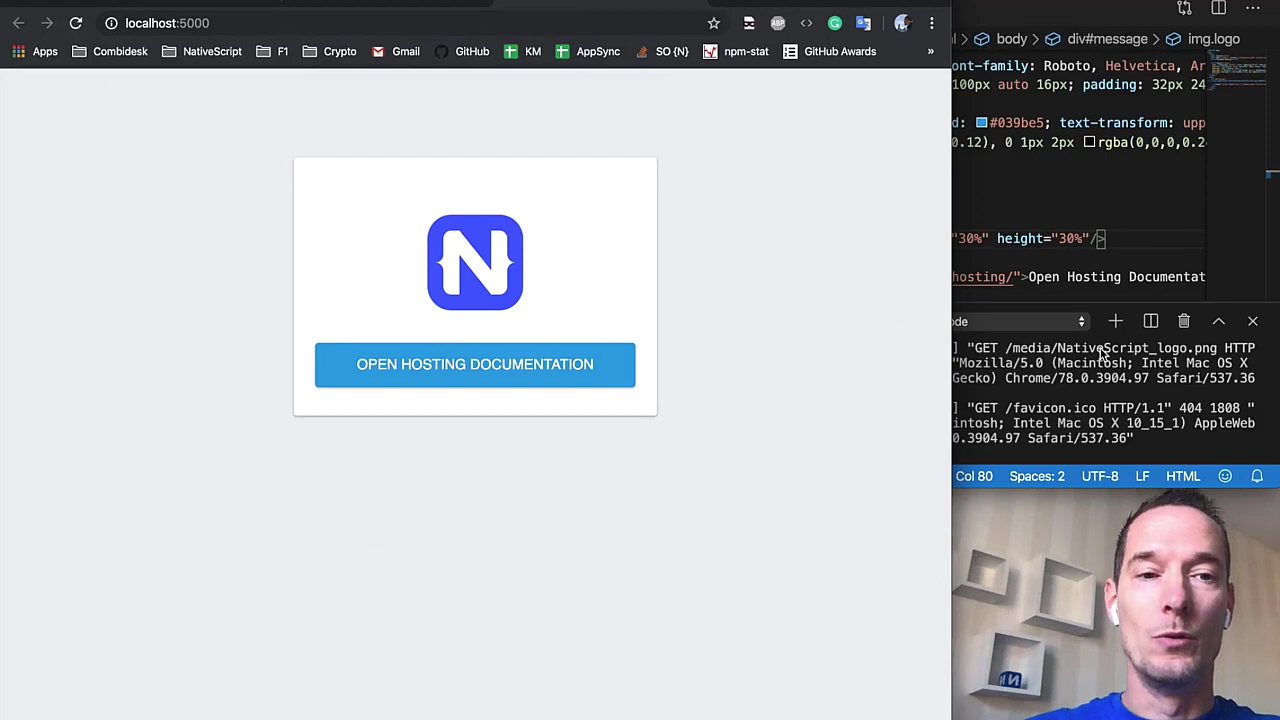 localhost:5000
Apps Combidesk NativeScript F1 Crypto Gmail GitHub KM AppSync SO {N} npm-stat GitHub Awards »
N
OPEN HOSTING DOCUMENTATION
body div#message img.logo
ont-family: Roboto, Helvetica, Ar
100px auto 16px; padding: 32px 24
d: #039be5; text-transform: upp
0.12), 0 1px 2px rgba(0,0,0,0.2
"30%" height="30%"/>
hosting/">Open Hosting Documentat
ode
] "GET /media/NativeScript_logo.png HTTP
"Mozilla/5.0 (Macintosh; Intel Mac OS X
Gecko) Chrome/78.0.3904.97 Safari/537.36
] "GET /favicon.ico HTTP/1.1" 404 1808 "
intosh; Intel Mac OS X 10_15_1) AppleWeb
0.3904.97 Safari/537.36"
Col 80 Spaces: 2 UTF-8 LF HTML